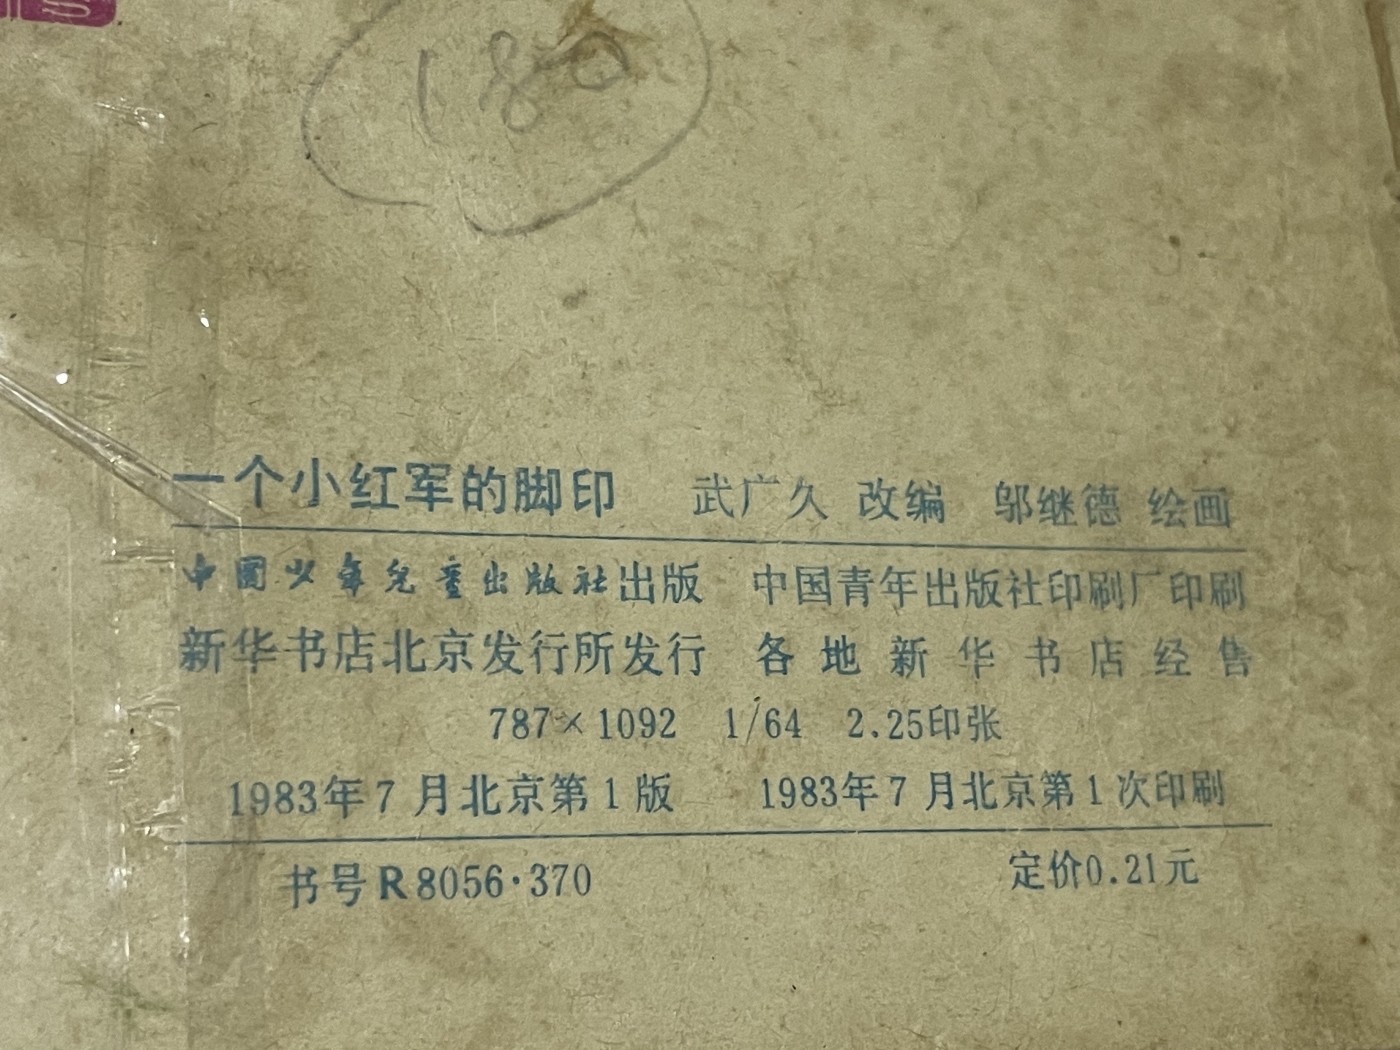 180
一个小红军的脚印 武广久 改编 邬继德 绘画
中国少年儿童出版社出版 中国青年出版社印刷厂印刷
新华书店北京发行所发行 各地新华书店经售
787×1092 1/64 2.25印张
1983年7月北京第1版 1983年7月北京第1次印刷
书号R8056·370 定价0.21元